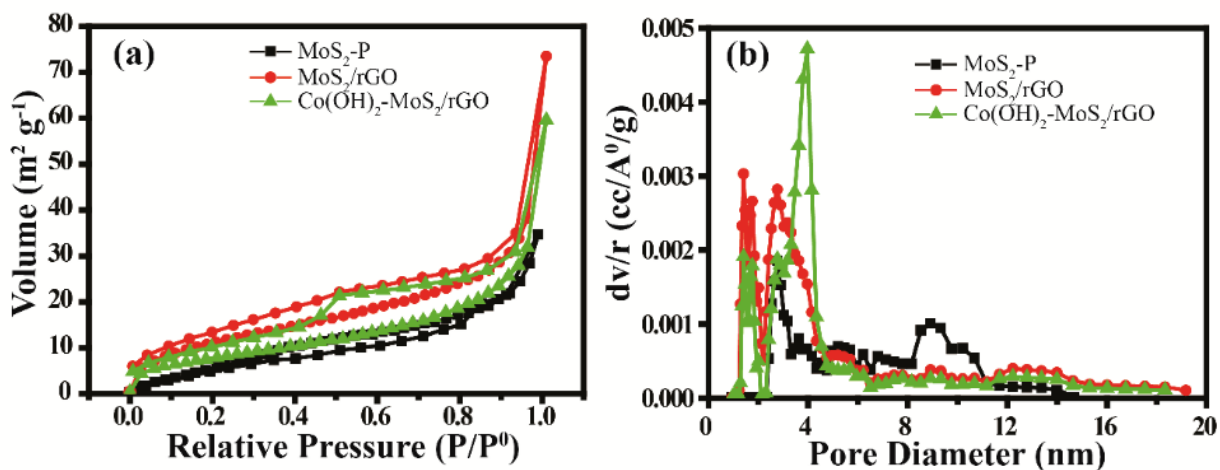 (a)
MoS₂-P
MoS₂/rGO
Co(OH)₂-MoS₂/rGO
Volume (m² g⁻¹)
80
70
60
50
40
30
20
10
0
0.0 0.2 0.4 0.6 0.8 1.0
Relative Pressure (P/P⁰)
(b)
MoS₂-P
MoS₂/rGO
Co(OH)₂-MoS₂/rGO
dv/r (cc/A⁰/g)
0.005
0.004
0.003
0.002
0.001
0.000
0 4 8 12 16 20
Pore Diameter (nm)